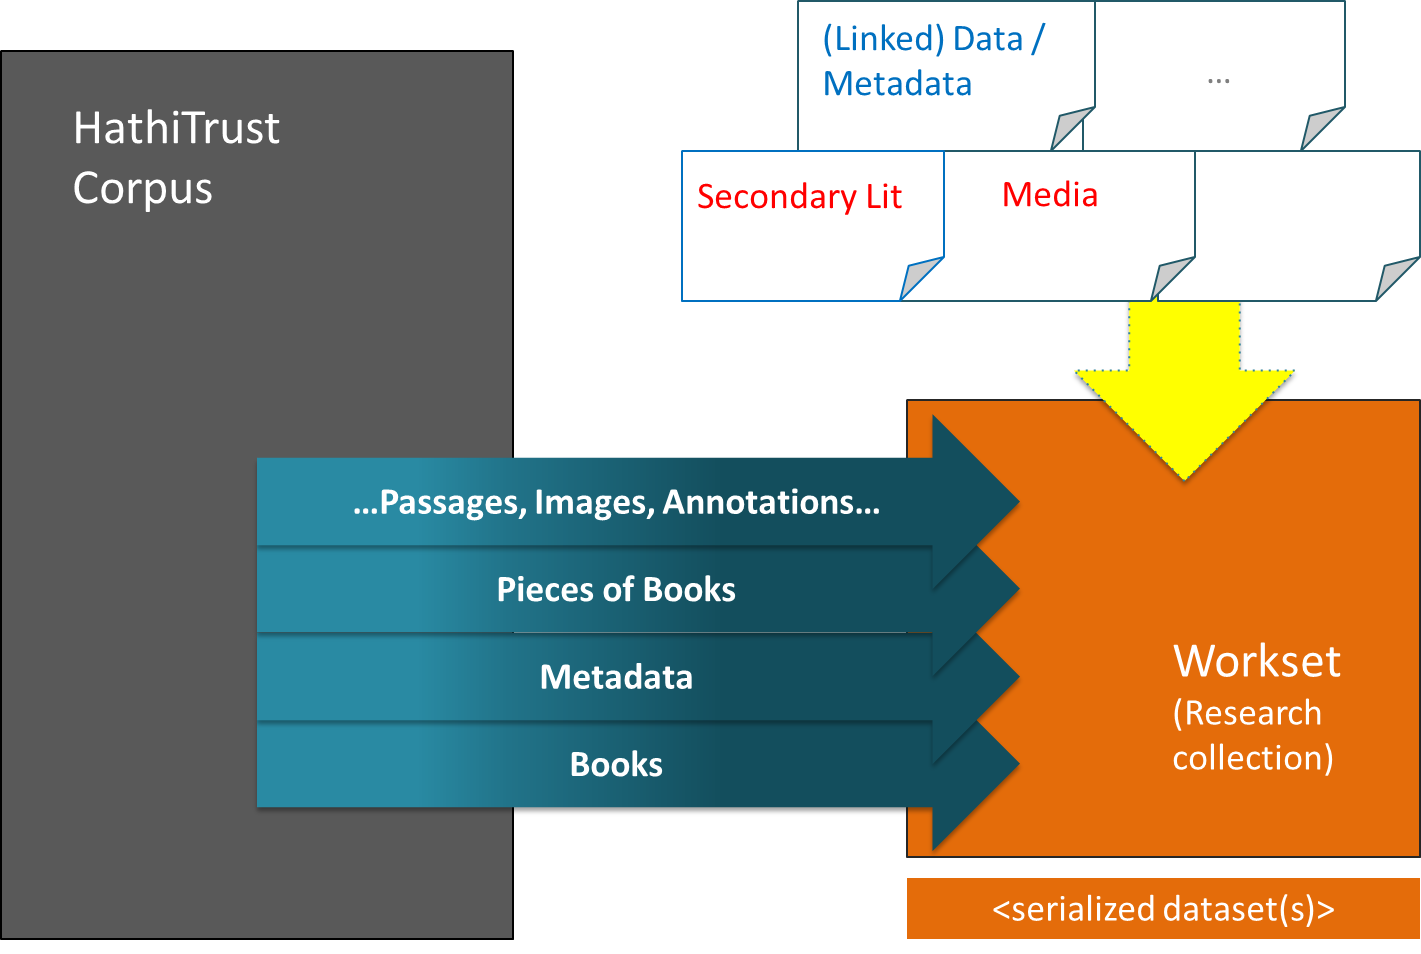 HathiTrust
Corpus
(Linked) Data /
Metadata
...
Secondary Lit
Media
...Passages, Images, Annotations...
Pieces of Books
Metadata
Books
Workset
(Research
collection)
<serialized dataset(s)>